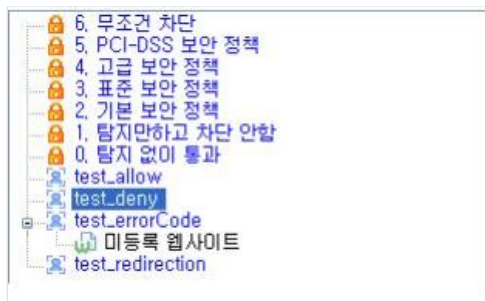 6. 무조건 차단
5. PCI-DSS 보안 정책
4. 고급 보안 정책
3. 표준 보안 정책
2. 기본 보안 정책
1. 탐지만하고 차단 안함
0. 탐지 없이 통과
test_allow
test_deny
test_errorCode
미등록 웹사이트
test_redirection